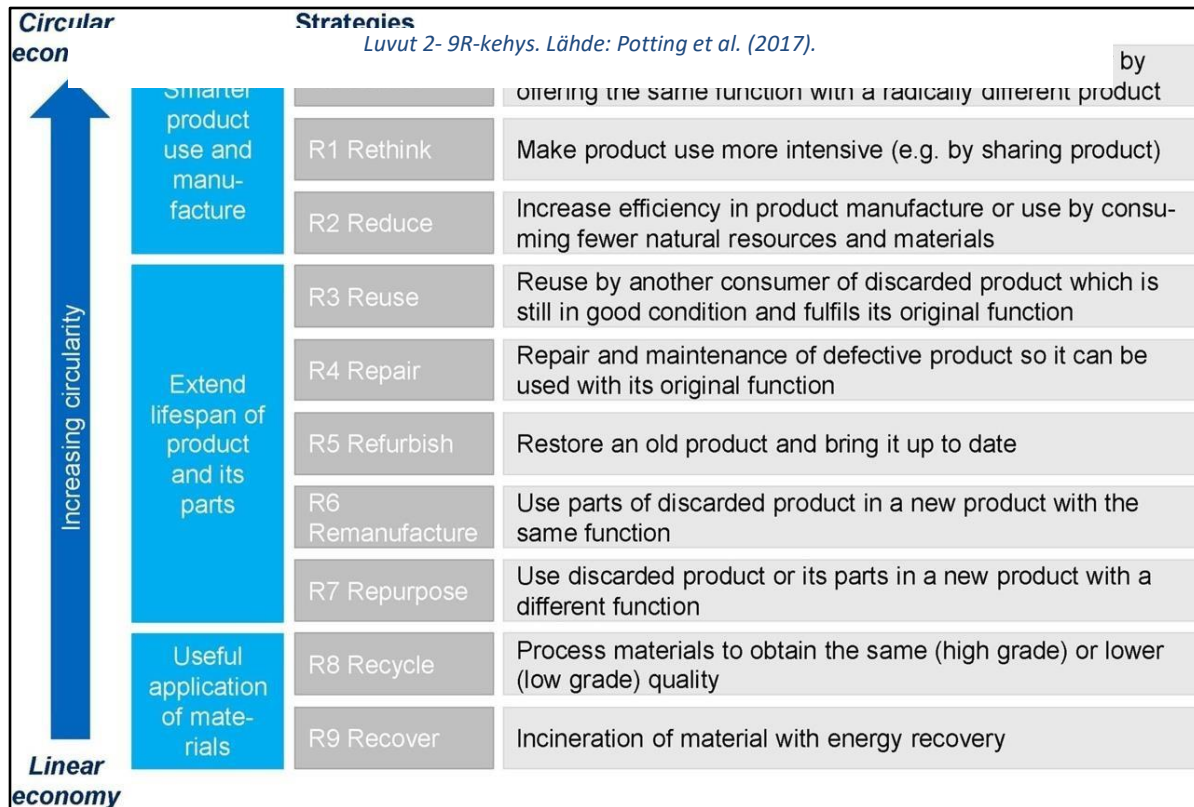 Circular
economy
Strategies
Luvut 2- 9R-kehys. Lähde: Potting et al. (2017).
by
Smarter
product
use and
manu-
facture
offering the same function with a radically different product
R1 Rethink
Make product use more intensive (e.g. by sharing product)
R2 Reduce
Increase efficiency in product manufacture or use by consu-
ming fewer natural resources and materials
Increasing circularity
Extend
lifespan of
product
and its
parts
R3 Reuse
Reuse by another consumer of discarded product which is
still in good condition and fulfils its original function
R4 Repair
Repair and maintenance of defective product so it can be
used with its original function
R5 Refurbish
Restore an old product and bring it up to date
R6
Remanufacture
Use parts of discarded product in a new product with the
same function
R7 Repurpose
Use discarded product or its parts in a new product with a
different function
Useful
application
of mate-
rials
R8 Recycle
Process materials to obtain the same (high grade) or lower
(low grade) quality
R9 Recover
Incineration of material with energy recovery
Linear
economy